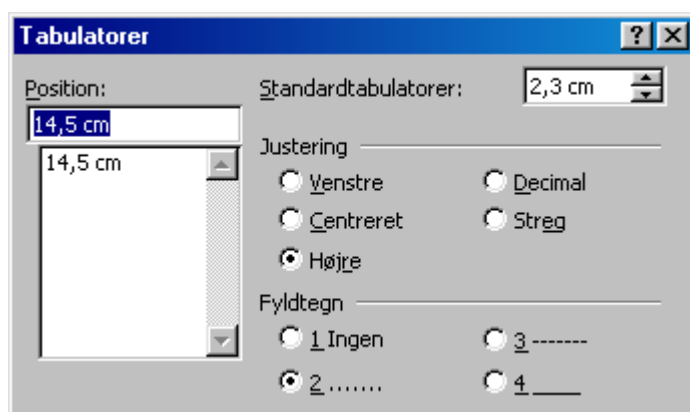 Tabulatorer
Position:
14,5 cm
14,5 cm
Standardtabulatorer: 2,3 cm
Justering
Venstre Decimal
Centreret Streg
Højre
Fyldtegn
1 Ingen 3 -------
2 ....... 4 ____